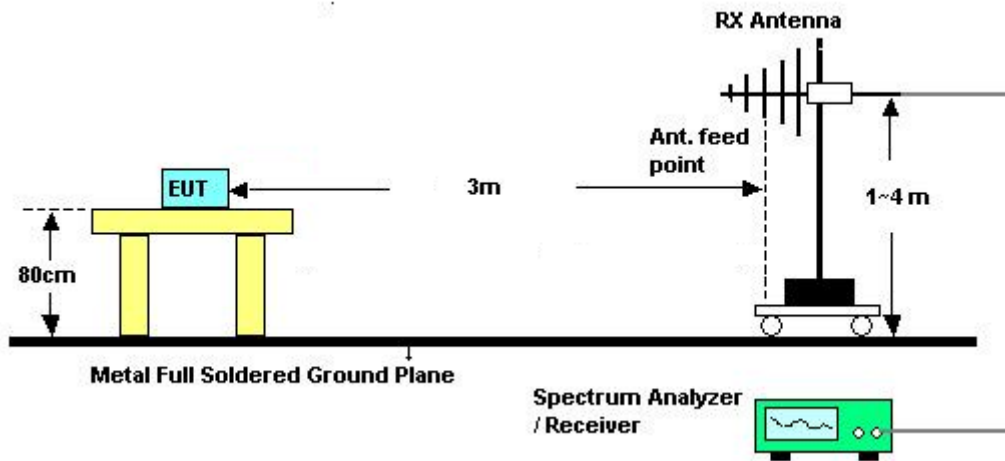 RX Antenna
Ant. feed
point
EUT
3m
1~4 m
80cm
Metal Full Soldered Ground Plane
Spectrum Analyzer
/ Receiver